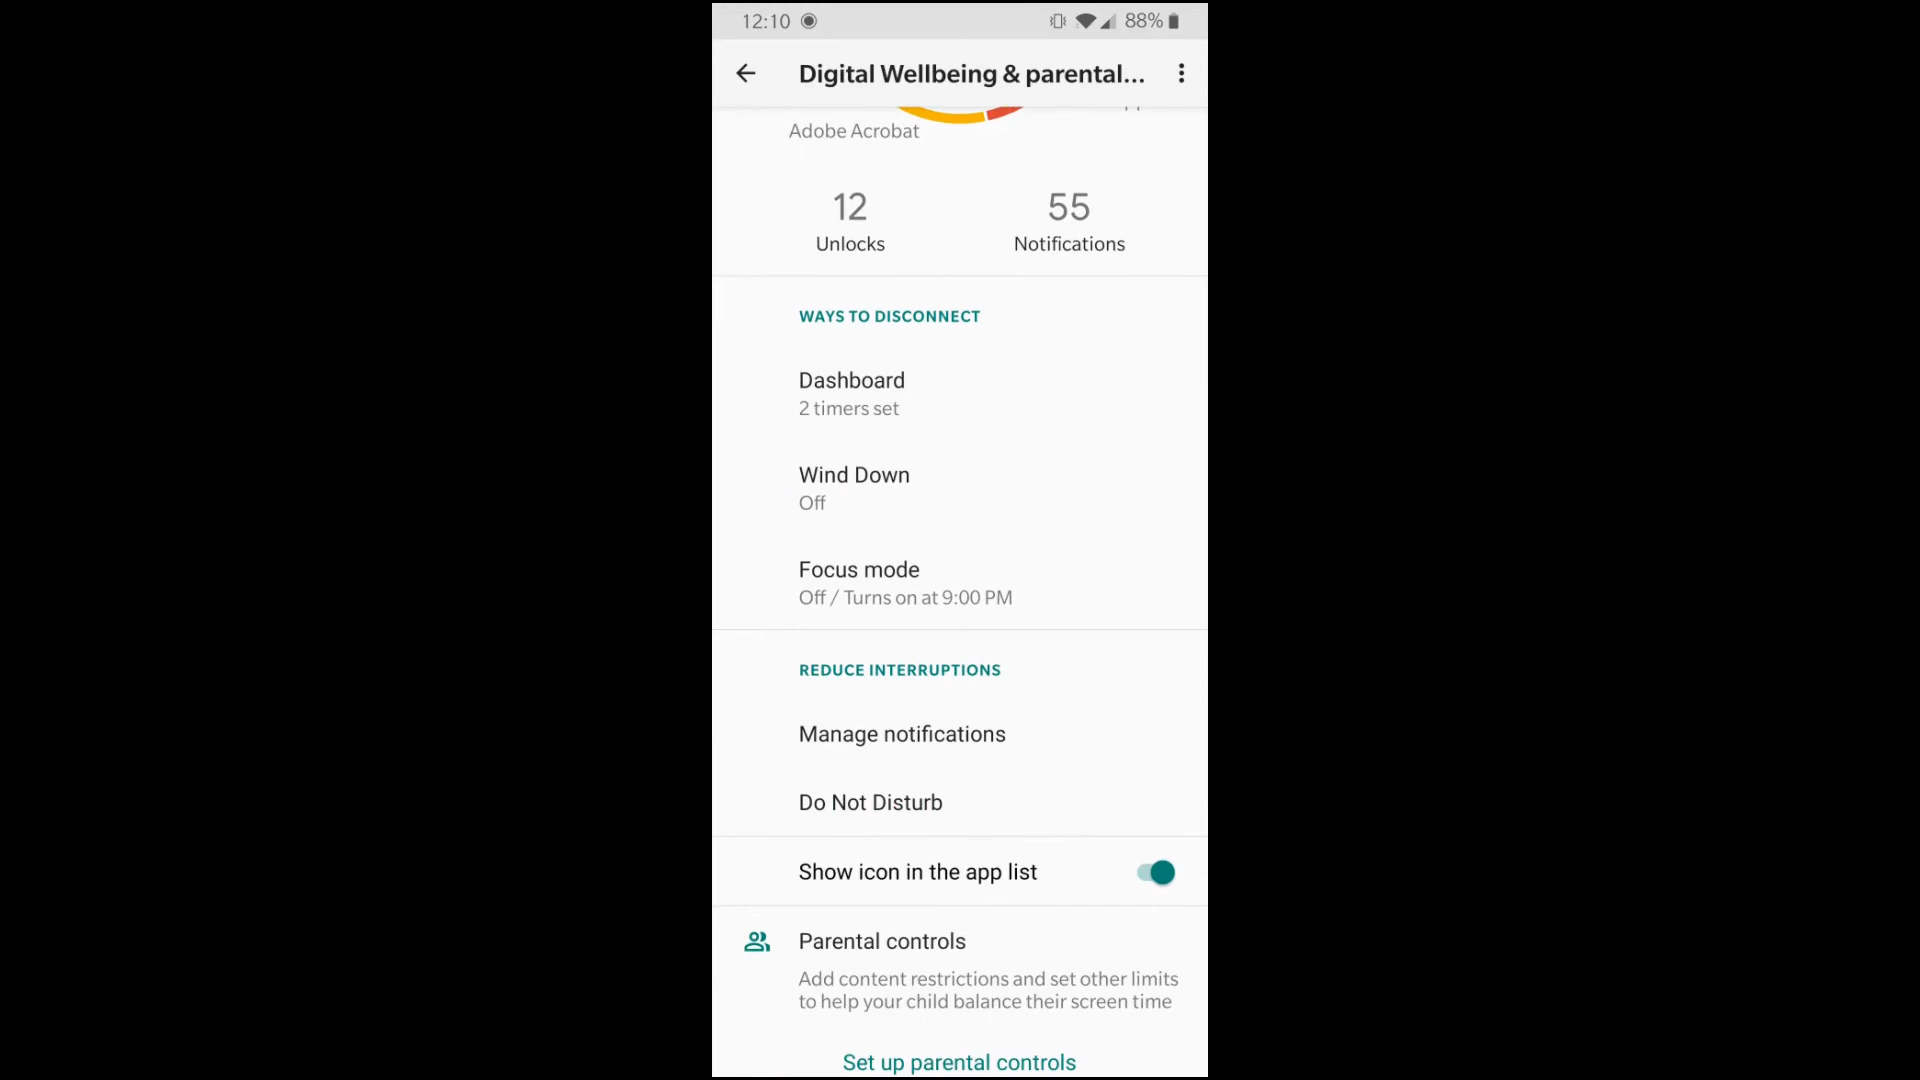 12:10 88%
Digital Wellbeing & parental...
Adobe Acrobat
12 55
Unlocks Notifications
WAYS TO DISCONNECT
Dashboard
2 timers set
Wind Down
Off
Focus mode
Off / Turns on at 9:00 PM
REDUCE INTERRUPTIONS
Manage notifications
Do Not Disturb
Show icon in the app list
Parental controls
Add content restrictions and set other limits
to help your child balance their screen time
Set up parental controls